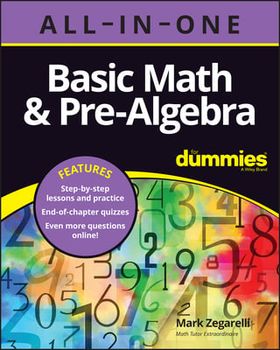 ALL-IN-ONE
Basic Math
& Pre-Algebra
for
dummies
A Wiley Brand
FEATURES
Step-by-step
lessons and practice
End-of-chapter quizzes
Even more questions
online!
Mark Zegarelli
Math Tutor Extraordinaire